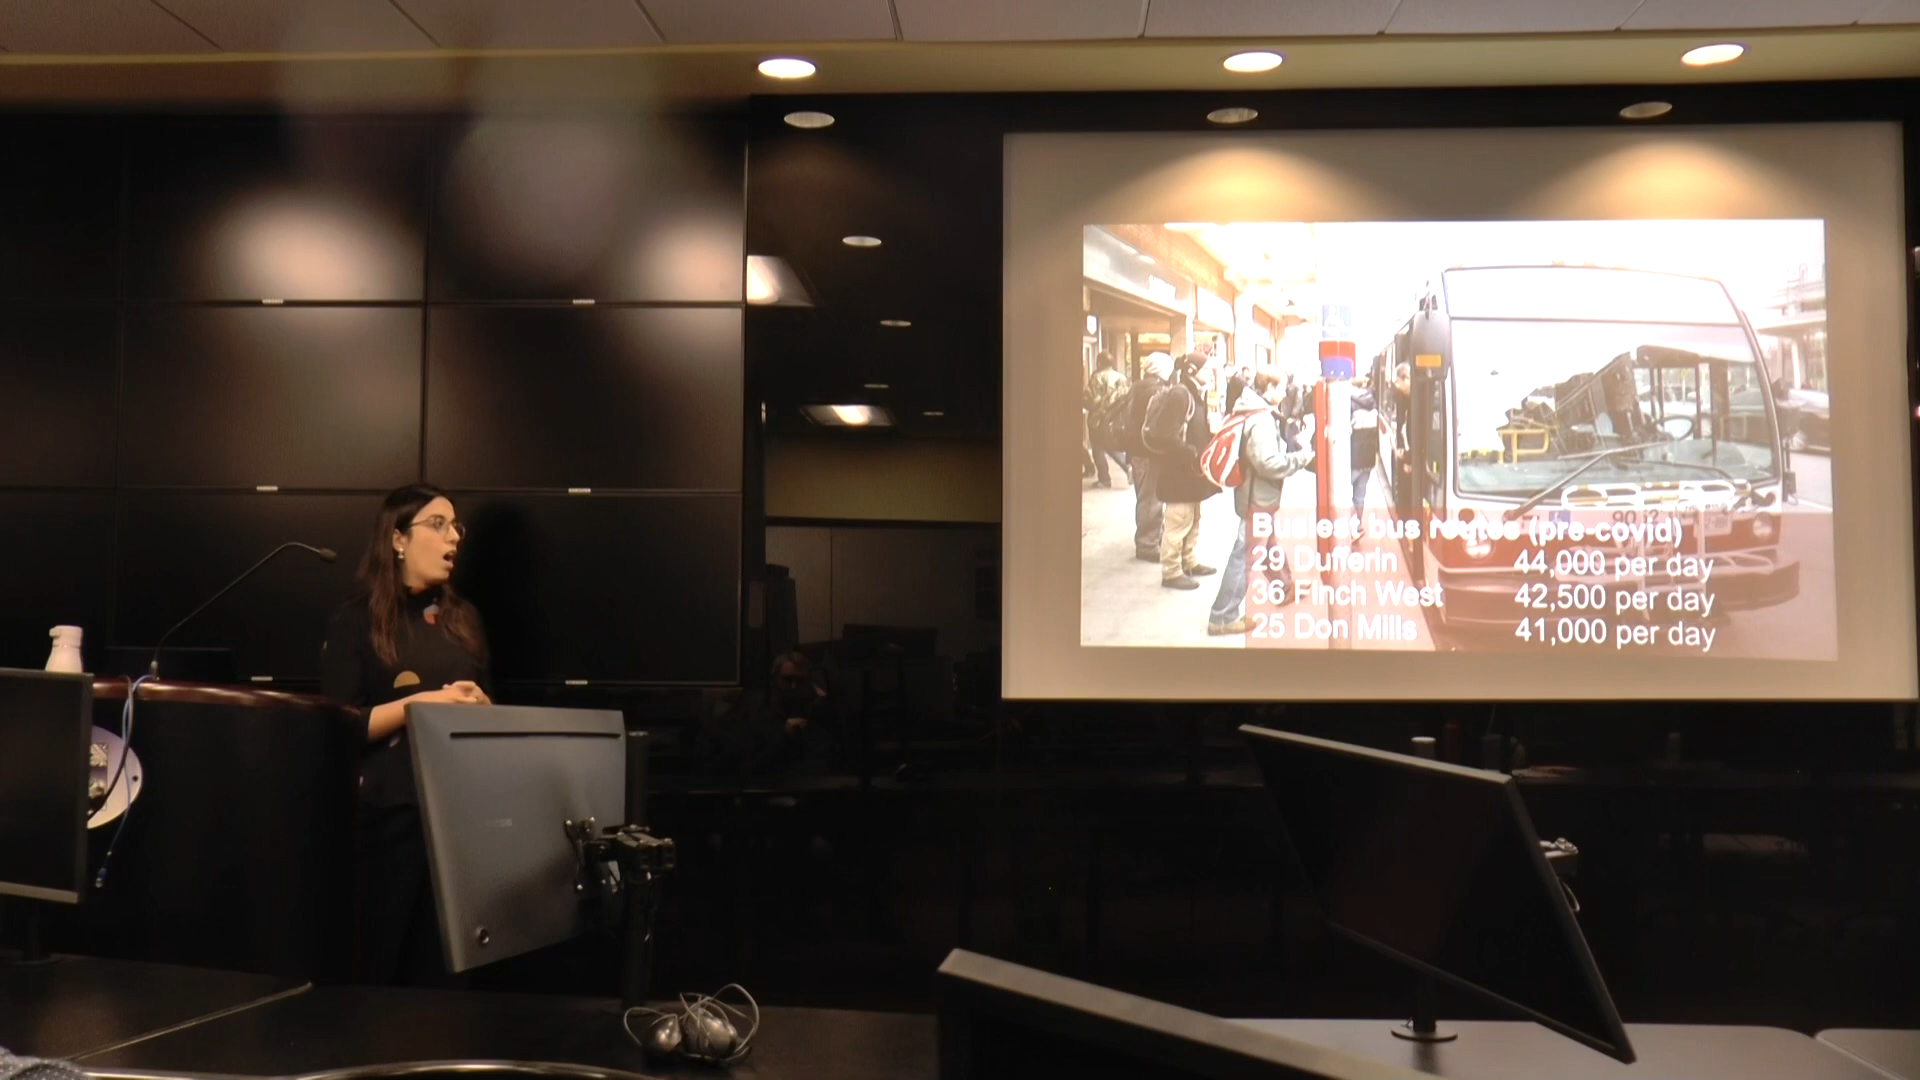 Busiest bus routes (pre-covid)
29 Dufferin 44,000 per day
36 Finch West 42,500 per day
25 Don Mills 41,000 per day